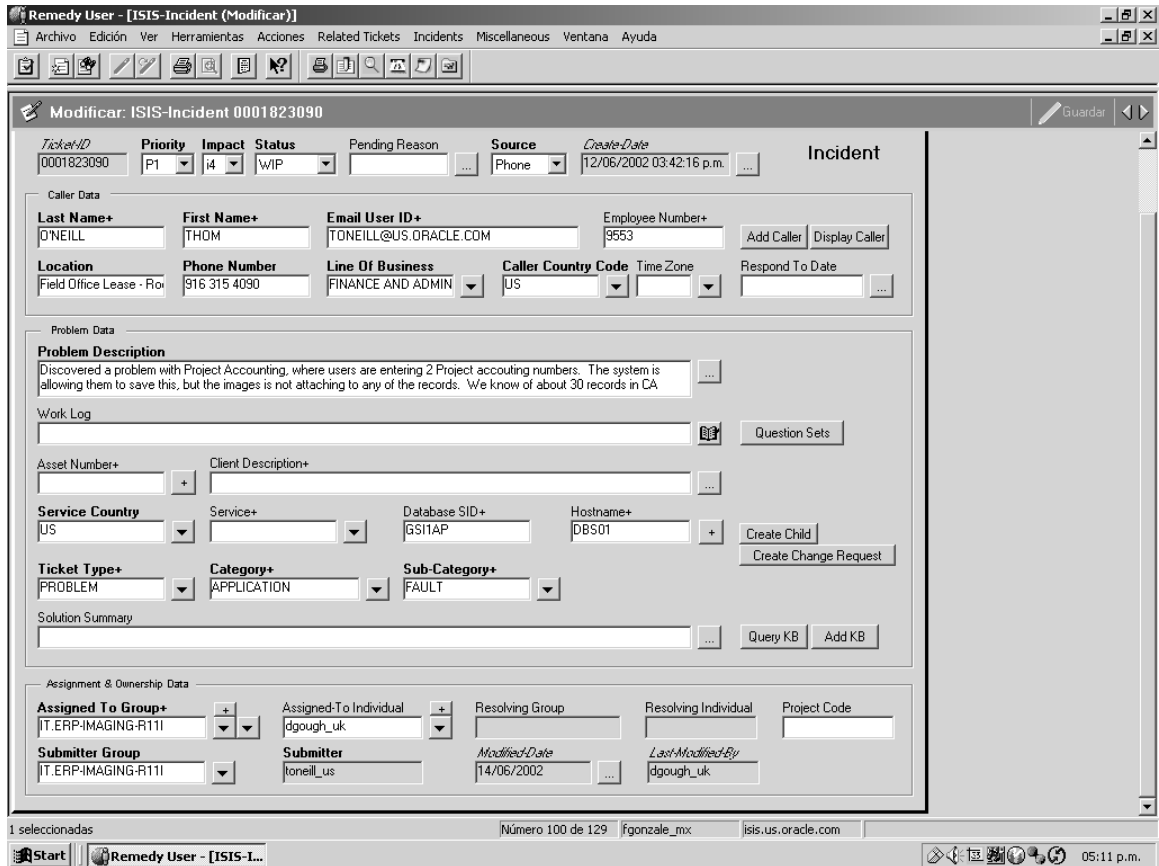 Remedy User - [ISIS-Incident (Modificar)]
Archivo Edición Ver Herramientas Acciones Related Tickets Incidents Miscellaneous Ventana Ayuda
Modificar: ISIS-Incident 0001823090
Guardar
Ticket-ID Priority Impact Status Pending Reason Source Create-Date
0001823090 P1 i4 WIP ... Phone 12/06/2002 03:42:16 p.m. ...
Incident
Caller Data
Last Name+ First Name+ Email User ID+ Employee Number+
O'NEILL THOM TONEILL@US.ORACLE.COM 9553 Add Caller Display Caller
Location Phone Number Line Of Business Caller Country Code Time Zone Respond To Date
Field Office Lease - Ro 916 315 4090 FINANCE AND ADMIN US ...
Problem Data
Problem Description
Discovered a problem with Project Accounting, where users are entering 2 Project accouting numbers. The system is
allowing them to save this, but the images is not attaching to any of the records. We know of about 30 records in CA
...
Work Log
Question Sets
Asset Number+ Client Description+
+ ...
Service Country Service+ Database SID+ Hostname+
US GSI1AP DBS01 + Create Child
Create Change Request
Ticket Type+ Category+ Sub-Category+
PROBLEM APPLICATION FAULT
Solution Summary
... Query KB Add KB
Assignment & Ownership Data
Assigned To Group+ + Assigned-To Individual + Resolving Group Resolving Individual Project Code
IT.ERP-IMAGING-R11I dgough_uk
Submitter Group Submitter Modified-Date Last-Modified-By
IT.ERP-IMAGING-R11I toneill_us 14/06/2002 ... dgough_uk
1 seleccionadas Número 100 de 129 fgonzale_mx isis.us.oracle.com
Start Remedy User - [ISIS-I... 05:11 p.m.